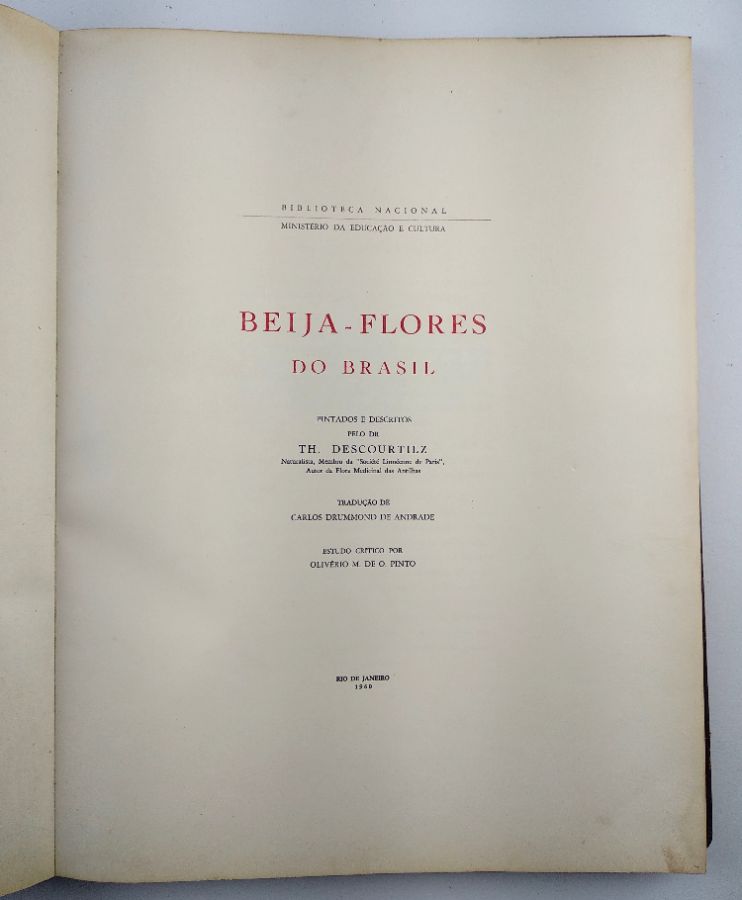 BIBLIOTECA NACIONAL
MINISTÉRIO DA EDUCAÇÃO E CULTURA
BEIJA-FLORES
DO BRASIL
PINTADOS E DESCRITOS
PELO DR.
TH. DESCOURTILZ
Naturalista, Membro da "Société Linnéenne de Paris",
Autor da Flora Medicinal das Antilhas
TRADUÇÃO DE
CARLOS DRUMMOND DE ANDRADE
ESTUDO CRÍTICO POR
OLIVÉRIO M. DE O. PINTO
RIO DE JANEIRO
1960